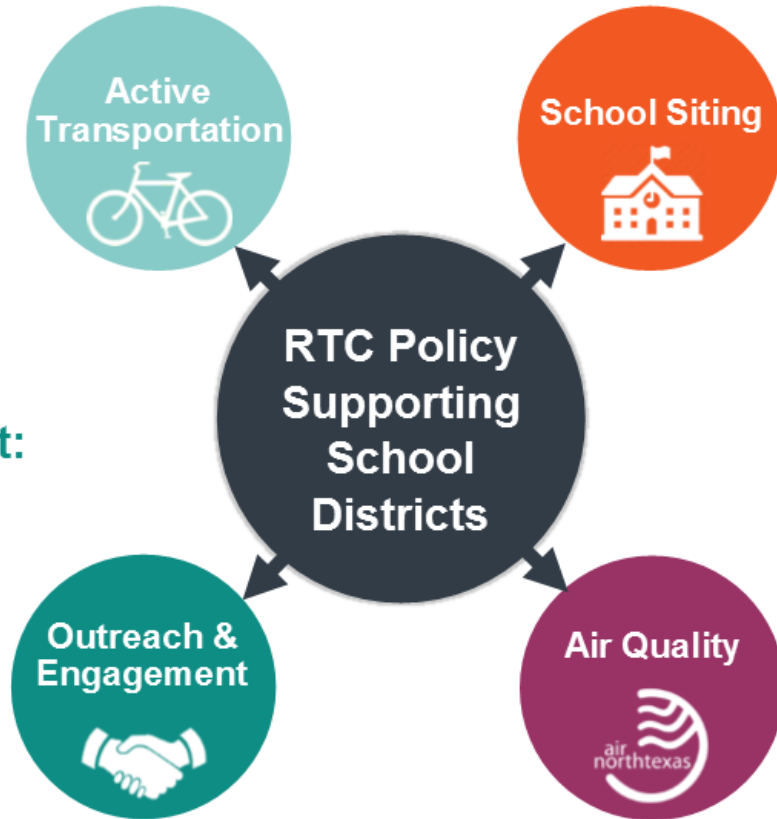 Active
Transportation
School Siting
RTC Policy
Supporting
School
Districts
t:
Outreach &
Engagement
Air Quality
air
northtexas